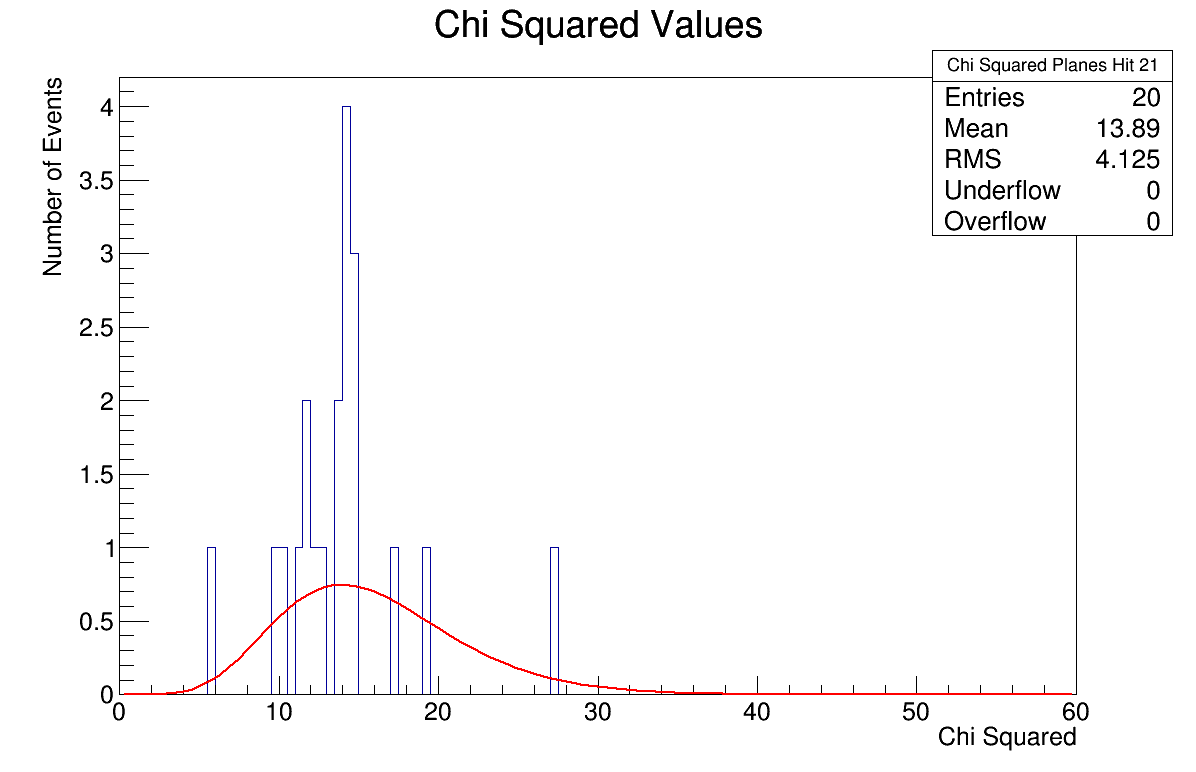 Chi Squared Values
Chi Squared Planes Hit 21
Entries 20
Mean 13.89
RMS 4.125
Underflow 0
Overflow 0
Number of Events
4
3.5
3
2.5
2
1.5
1
0.5
0
0 10 20 30 40 50 60
Chi Squared